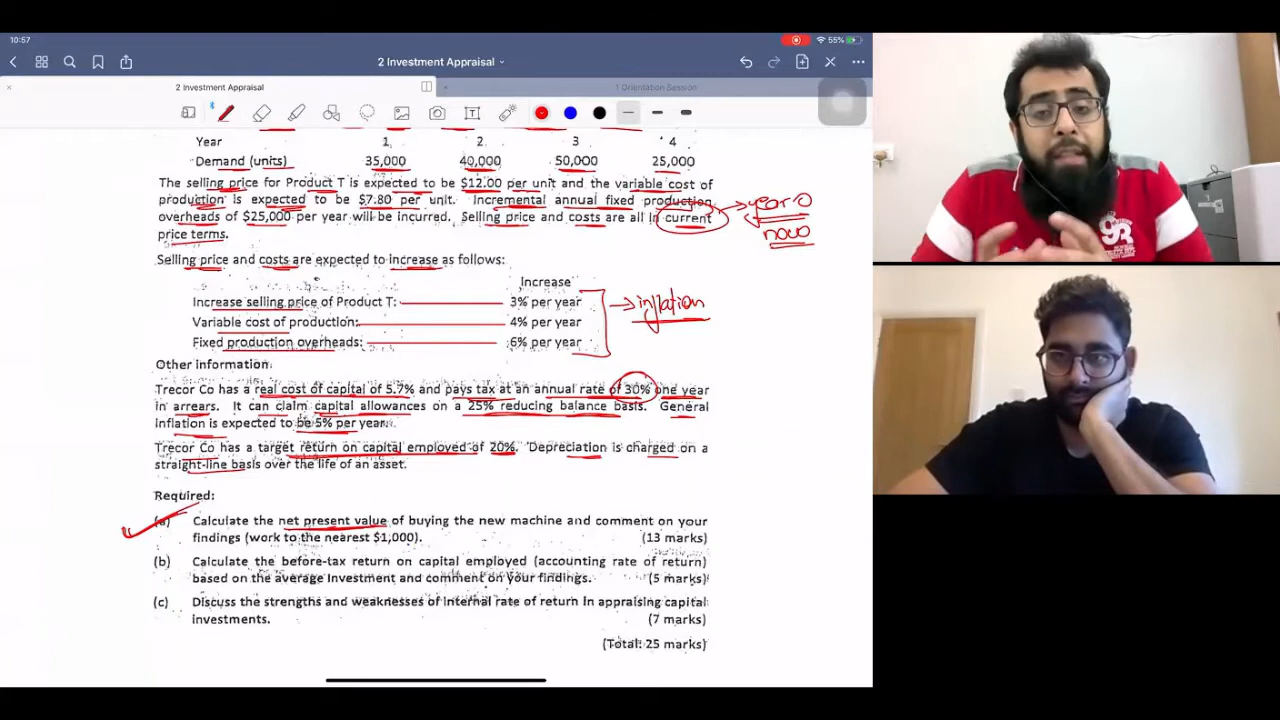 10:57
55%
2 Investment Appraisal
2 Investment Appraisal
1 Orientation Session
Year 1 2 3 4
Demand (units) 35,000 40,000 50,000 25,000
The selling price for Product T is expected to be $12.00 per unit and the variable cost of
production is expected to be $7.80 per unit. Incremental annual fixed production
overheads of $25,000 per year will be incurred. Selling price and costs are all in current
price terms.
year 0
now
Selling price and costs are expected to increase as follows:
Increase
Increase selling price of Product T: 3% per year
Variable cost of production: 4% per year
Fixed production overheads: 6% per year
inflation
Other information
Trecor Co has a real cost of capital of 5.7% and pays tax at an annual rate of 30% one year
in arrears. It can claim capital allowances on a 25% reducing balance basis. General
inflation is expected to be 5% per year.
Trecor Co has a target return on capital employed of 20%. Depreciation is charged on a
straight-line basis over the life of an asset.
Required:
(a) Calculate the net present value of buying the new machine and comment on your
findings (work to the nearest $1,000). (13 marks)
(b) Calculate the before-tax return on capital employed (accounting rate of return)
based on the average investment and comment on your findings. (5 marks)
(c) Discuss the strengths and weaknesses of internal rate of return in appraising capital
investments. (7 marks)
(Total: 25 marks)